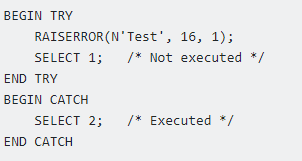 BEGIN TRY
    RAISERROR(N'Test', 16, 1);
    SELECT 1;   /* Not executed */
END TRY
BEGIN CATCH
    SELECT 2;   /* Executed */
END CATCH